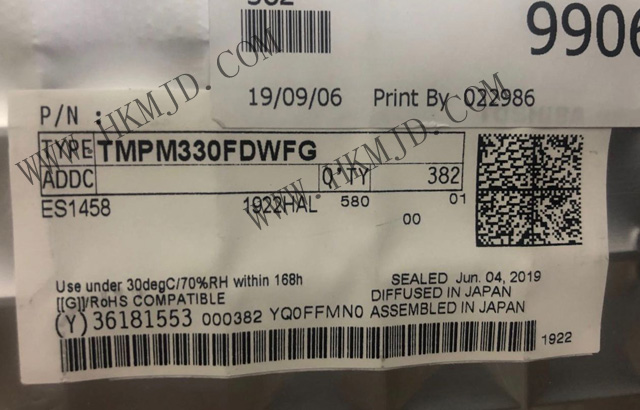 382
9906
19/09/06 Print By 022986
P/N :
TYPE TMPM330FDWFG
ADDC Q'TY 382
ES1458 1922HAL 580 01
00
Use under 30degC/70%RH within 168h SEALED Jun. 04, 2019
[[G]]/RoHS COMPATIBLE DIFFUSED IN JAPAN
(Y)36181553 000382 YQ0FFMN0 ASSEMBLED IN JAPAN
1922
WWW.HKMJD.COM
WWW.HKMJD.COM